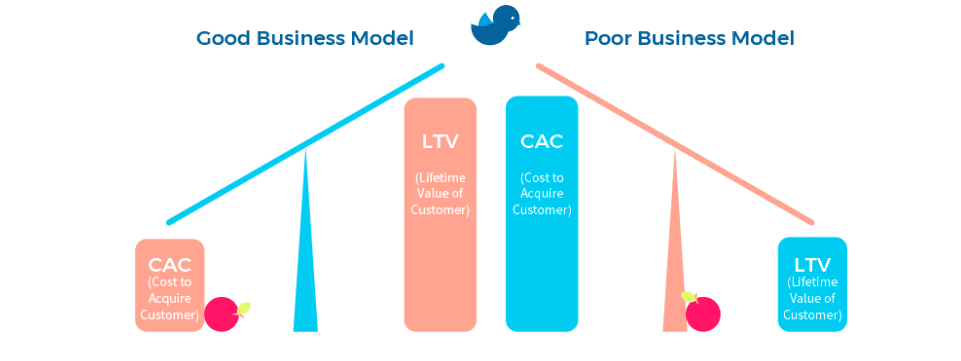 Good Business Model
Poor Business Model
LTV
(Lifetime
Value of
Customer)
CAC
(Cost to
Acquire
Customer)
CAC
(Cost to
Acquire
Customer)
LTV
(Lifetime
Value of
Customer)